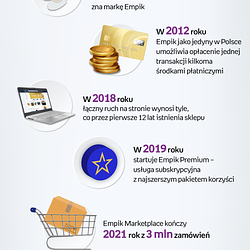 zna markę Empik
W 2012 roku
Empik jako jedyny w Polsce
umożliwia opłacenie jednej
transakcji kilkoma
środkami płatniczymi
W 2018 roku
łączny ruch na stronie wynosi tyle,
co przez pierwsze 12 lat istnienia sklepu
W 2019 roku
startuje Empik Premium –
usługa subskrypcyjna
z najszerszym pakietem korzyści
Empik Marketplace kończy
2021 rok z 3 mln zamówień